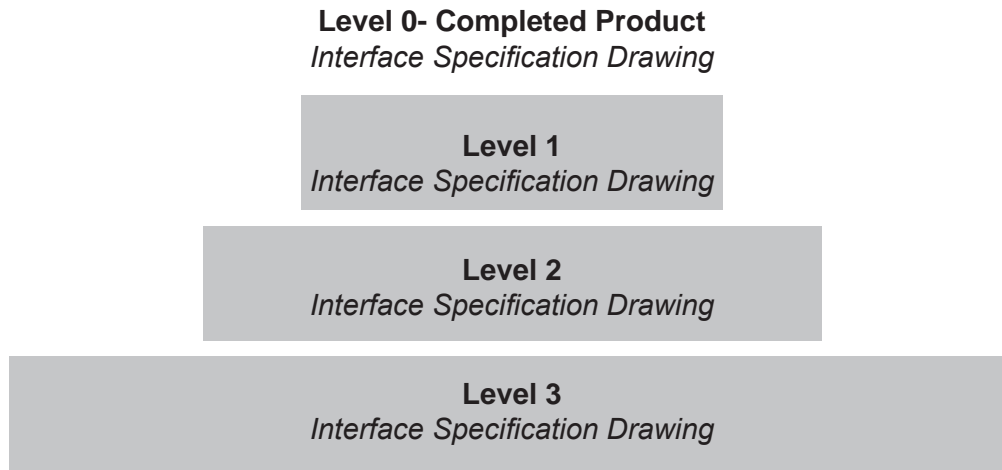 Level 0- Completed Product
Interface Specification Drawing
Level 1
Interface Specification Drawing
Level 2
Interface Specification Drawing
Level 3
Interface Specification Drawing